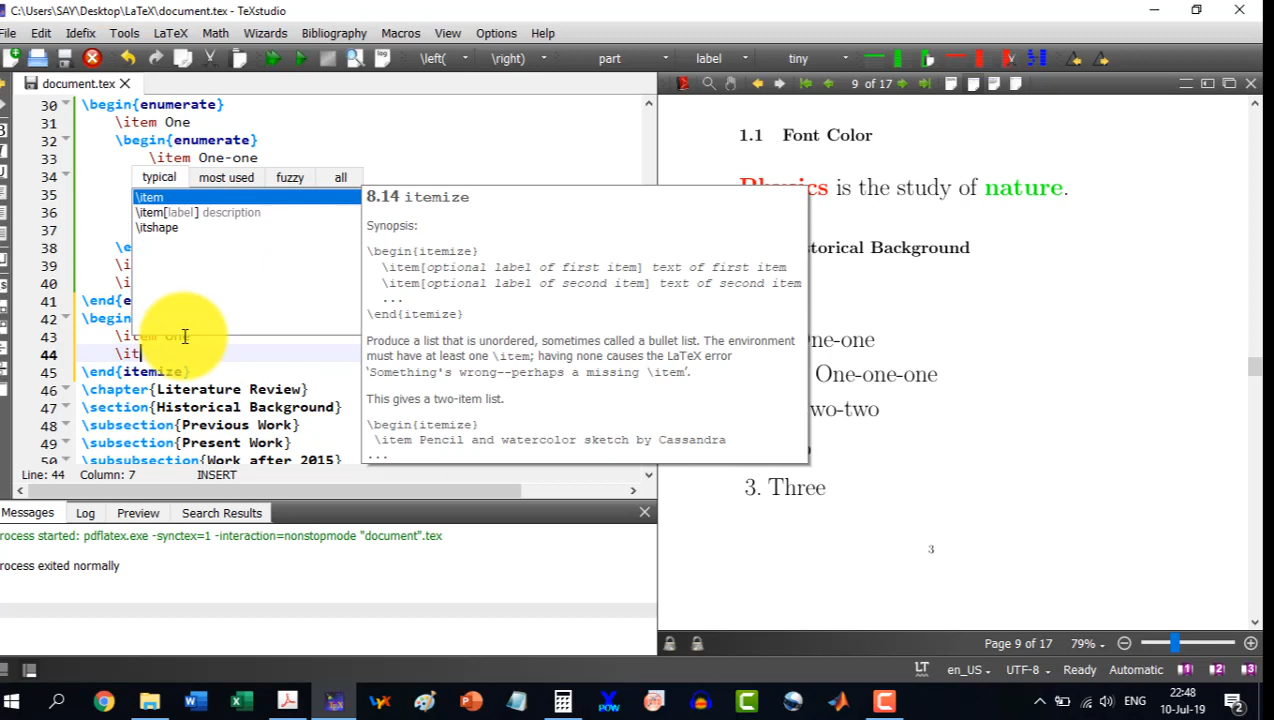 C:\Users\SAY\Desktop\LaTeX\document.tex - TeXstudio
File Edit Idefix Tools LaTeX Math Wizards Bibliography Macros View Options Help
\left( \right) part label tiny
document.tex
9 of 17
30 \begin{enumerate}
31 \item One
32 \begin{enumerate}
33 \item One-one
34
35
36
37
38 \e
39 \i
40 \i
41 \end{e
42 \begin
43 \item One
44 \it
45 \end{itemize}
46 \chapter{Literature Review}
47 \section{Historical Background}
48 \subsection{Previous Work}
49 \subsection{Present Work}
50 \subsubsection{Work after 2015}
typical most used fuzzy all
\item
\item[label] description
\itshape
8.14 itemize
Synopsis:
\begin{itemize}
\item[optional label of first item] text of first item
\item[optional label of second item] text of second item
...
\end{itemize}
Produce a list that is unordered, sometimes called a bullet list. The environment
must have at least one \item; having none causes the LaTeX error
‘Something's wrong--perhaps a missing \item’.
This gives a two-item list.
\begin{itemize}
\item Pencil and watercolor sketch by Cassandra
...
Line: 44 Column: 7 INSERT
Messages Log Preview Search Results
rocess started: pdflatex.exe -synctex=1 -interaction=nonstopmode "document".tex
rocess exited normally
1.1 Font Color
Physics is the study of nature.
storical Background
One-one
One-one-one
wo-two
o
3. Three
3
Page 9 of 17 79%
LT en_US UTF-8 Ready Automatic 1 2 3
ENG
22:48
10-Jul-19
2